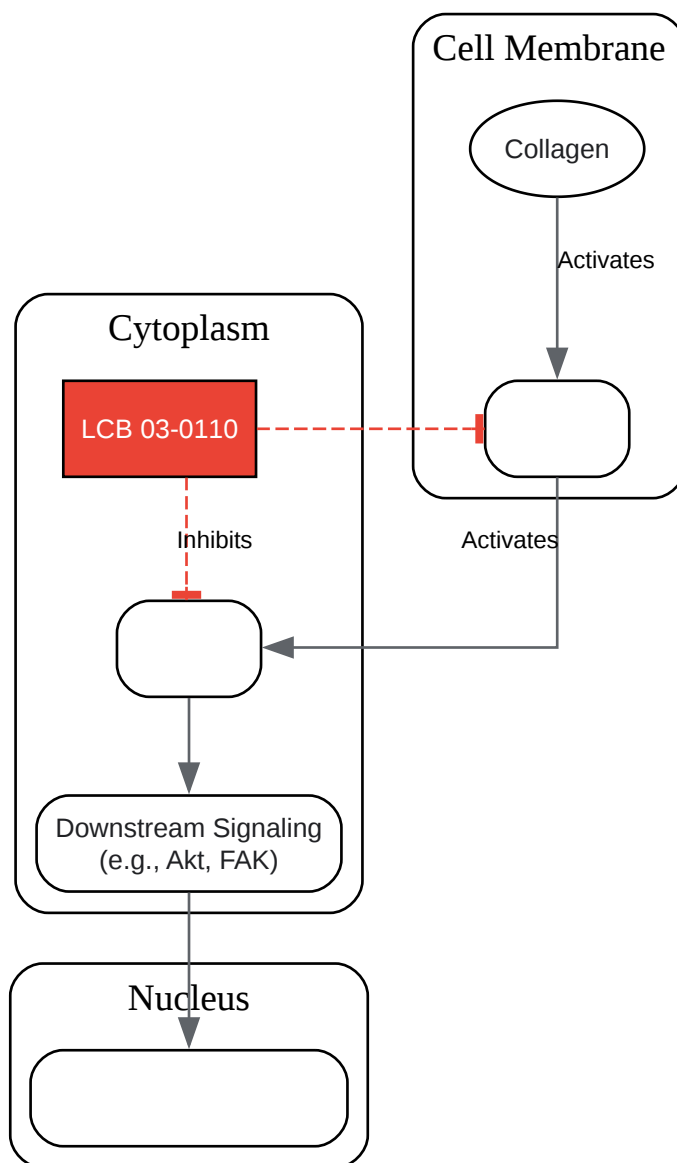 Cell Membrane
Collagen
Activates
Cytoplasm
LCB 03-0110
Inhibits
Activates
Downstream Signaling
(e.g., Akt, FAK)
Nucleus